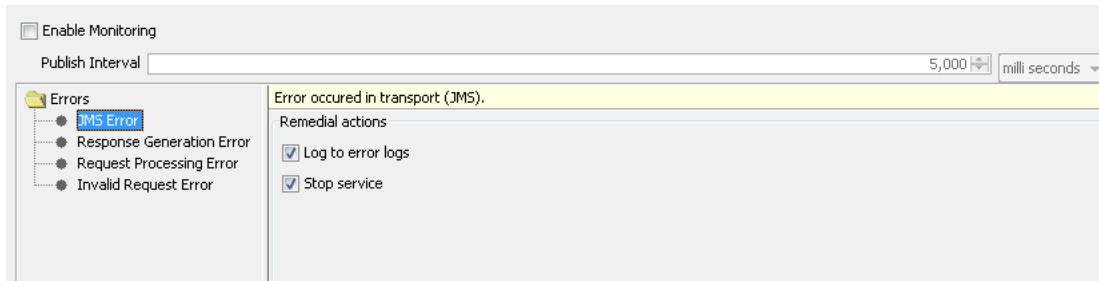 Enable Monitoring
Publish Interval 5,000 milli seconds
Errors
JMS Error
Response Generation Error
Request Processing Error
Invalid Request Error
Error occured in transport (JMS).
Remedial actions
Log to error logs
Stop service